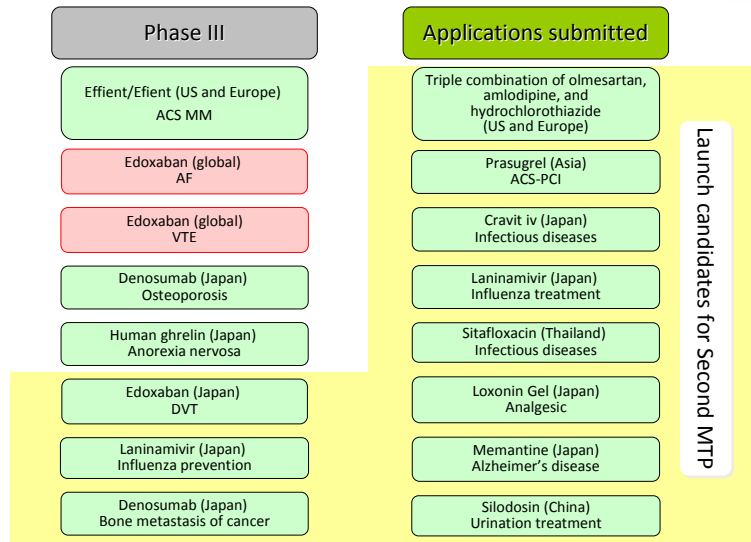 Phase III
Effient/Efient (US and Europe)
ACS MM
Edoxaban (global)
AF
Edoxaban (global)
VTE
Denosumab (Japan)
Osteoporosis
Human ghrelin (Japan)
Anorexia nervosa
Edoxaban (Japan)
DVT
Laninamivir (Japan)
Influenza prevention
Denosumab (Japan)
Bone metastasis of cancer
Applications submitted
Triple combination of olmesartan,
amlodipine, and
hydrochlorothiazide
(US and Europe)
Prasugrel (Asia)
ACS-PCI
Cravit iv (Japan)
Infectious diseases
Laninamivir (Japan)
Influenza treatment
Sitafloxacin (Thailand)
Infectious diseases
Loxonin Gel (Japan)
Analgesic
Memantine (Japan)
Alzheimer's disease
Silodosin (China)
Urination treatment
Launch candidates for Second MTP